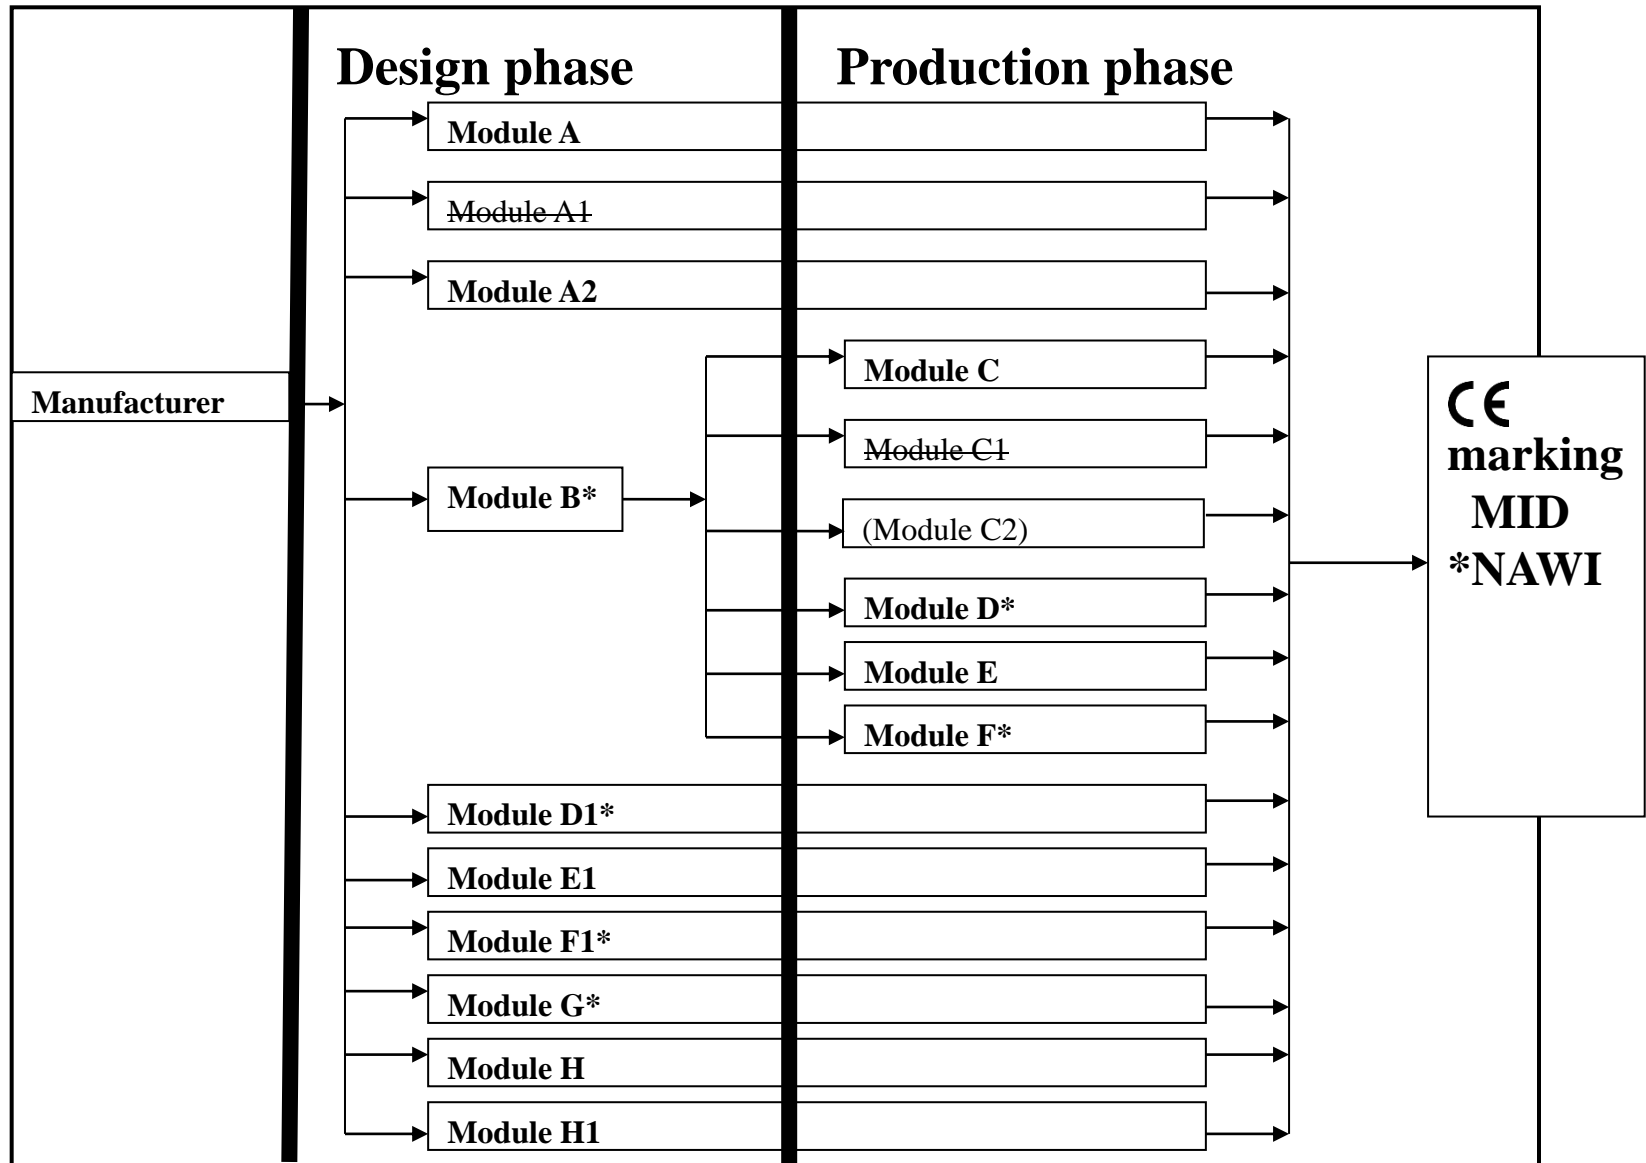 Design phase
Production phase
Module A
Module A1
Module A2
Module C
Manufacturer
CE
marking
MID
*NAWI
Module C1
Module B*
(Module C2)
Module D*
Module E
Module F*
Module D1*
Module E1
Module F1*
Module G*
Module H
Module H1